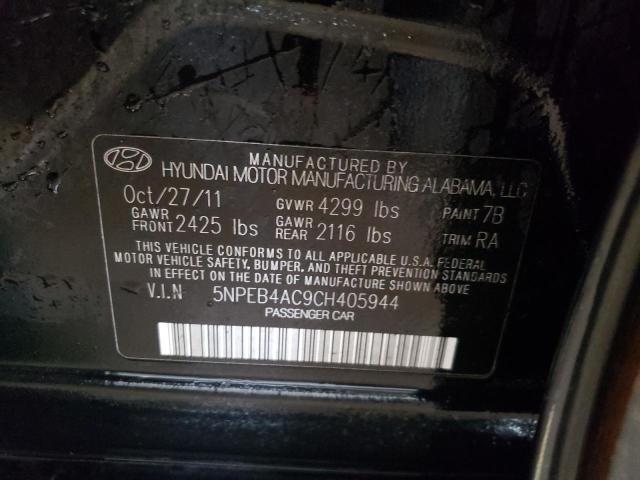 MANUFACTURED BY
HYUNDAI MOTOR MANUFACTURING ALABAMA, LLC
Oct/27/11 GVWR 4299 lbs PAINT 7B
GAWR FRONT 2425 lbs GAWR REAR 2116 lbs TRIM RA
THIS VEHICLE CONFORMS TO ALL APPLICABLE U.S.A. FEDERAL
MOTOR VEHICLE SAFETY, BUMPER, AND THEFT PREVENTION STANDARDS
IN EFFECT ON THE DATE OF MANUFACTURE SHOWN ABOVE.
V.I.N 5NPEB4AC9CH405944
PASSENGER CAR